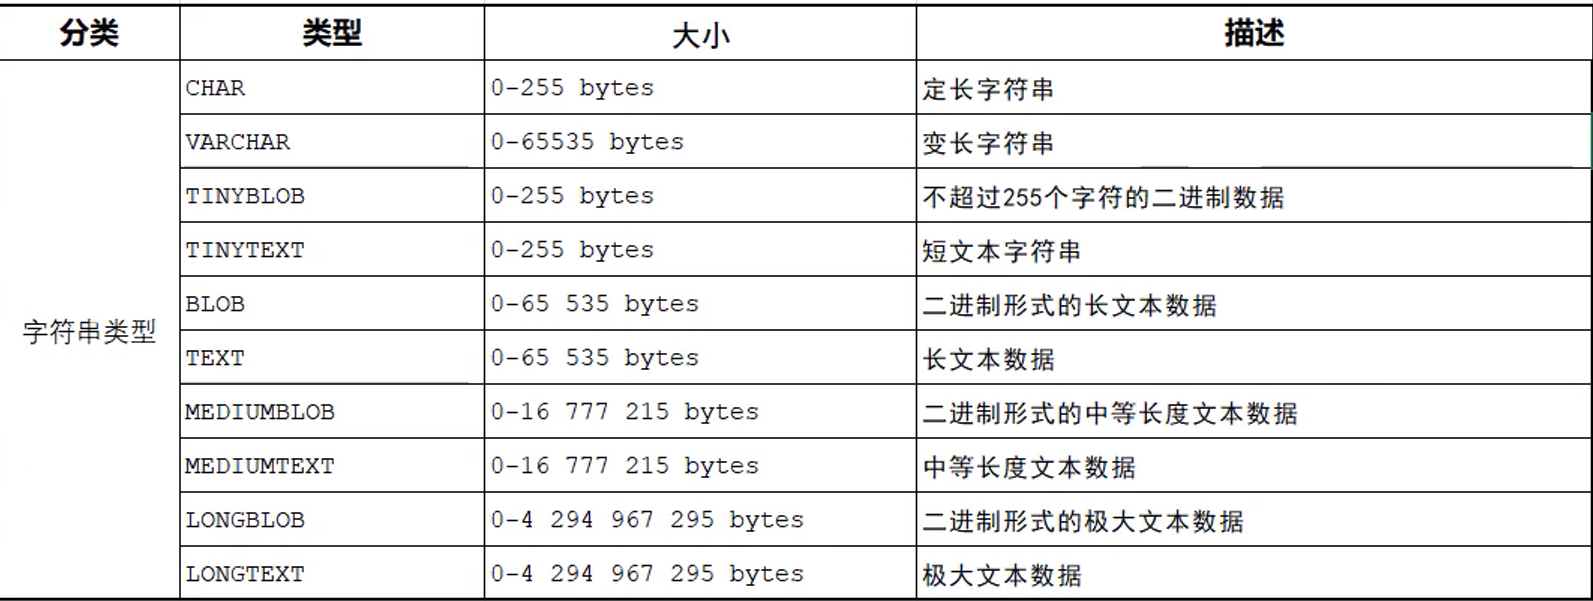 分类 类型 大小 描述
CHAR 0-255 bytes 定长字符串
VARCHAR 0-65535 bytes 变长字符串
TINYBLOB 0-255 bytes 不超过255个字符的二进制数据
TINYTEXT 0-255 bytes 短文本字符串
BLOB 0-65 535 bytes 二进制形式的长文本数据
字符串类型
TEXT 0-65 535 bytes 长文本数据
MEDIUMBLOB 0-16 777 215 bytes 二进制形式的中等长度文本数据
MEDIUMTEXT 0-16 777 215 bytes 中等长度文本数据
LONGBLOB 0-4 294 967 295 bytes 二进制形式的极大文本数据
LONGTEXT 0-4 294 967 295 bytes 极大文本数据